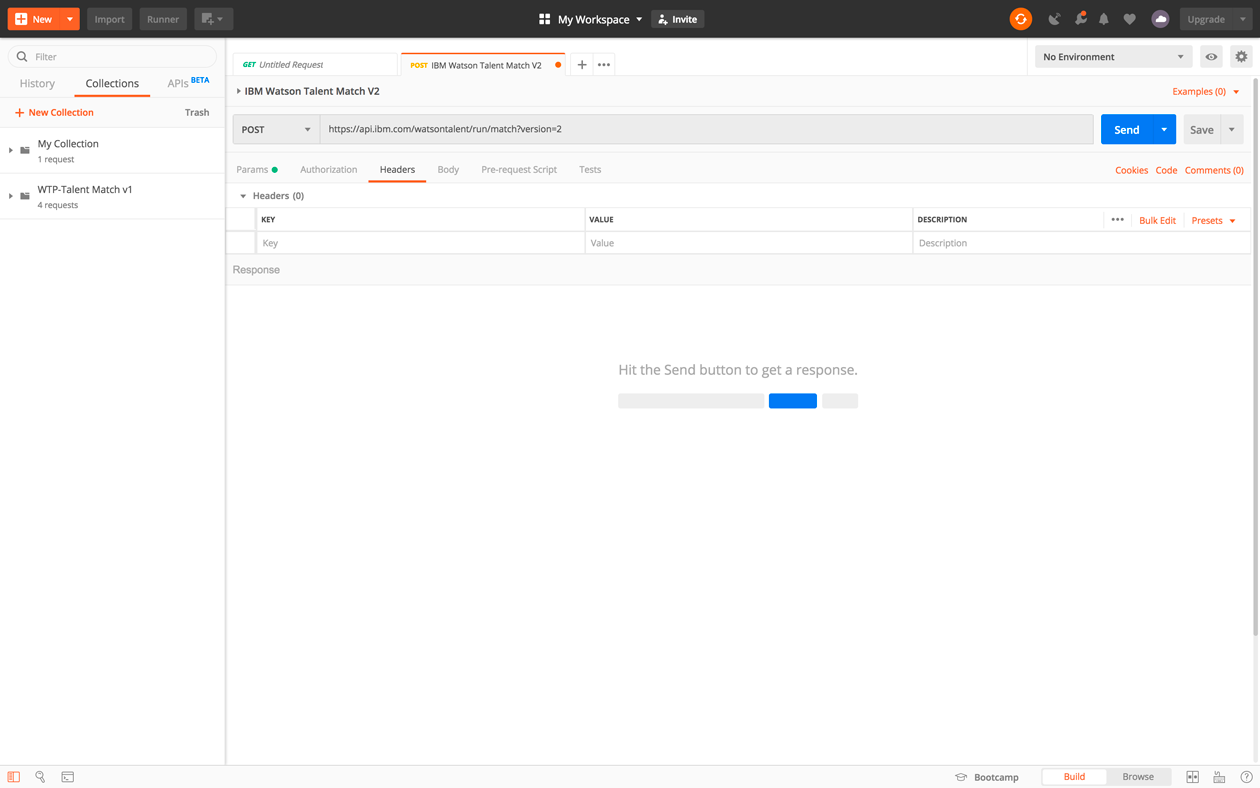 New Import Runner My Workspace Invite Upgrade
Filter
History Collections APIs BETA
+ New Collection Trash
My Collection
1 request
WTP-Talent Match v1
4 requests
GET Untitled Request POST IBM Watson Talent Match V2 + ••• No Environment
IBM Watson Talent Match V2 Examples (0)
POST https://api.ibm.com/watsontalent/run/match?version=2 Send Save
Params Authorization Headers Body Pre-request Script Tests Cookies Code Comments (0)
Headers (0)
KEY VALUE DESCRIPTION ••• Bulk Edit Presets
Key Value Description
Response
Hit the Send button to get a response.
Bootcamp Build Browse